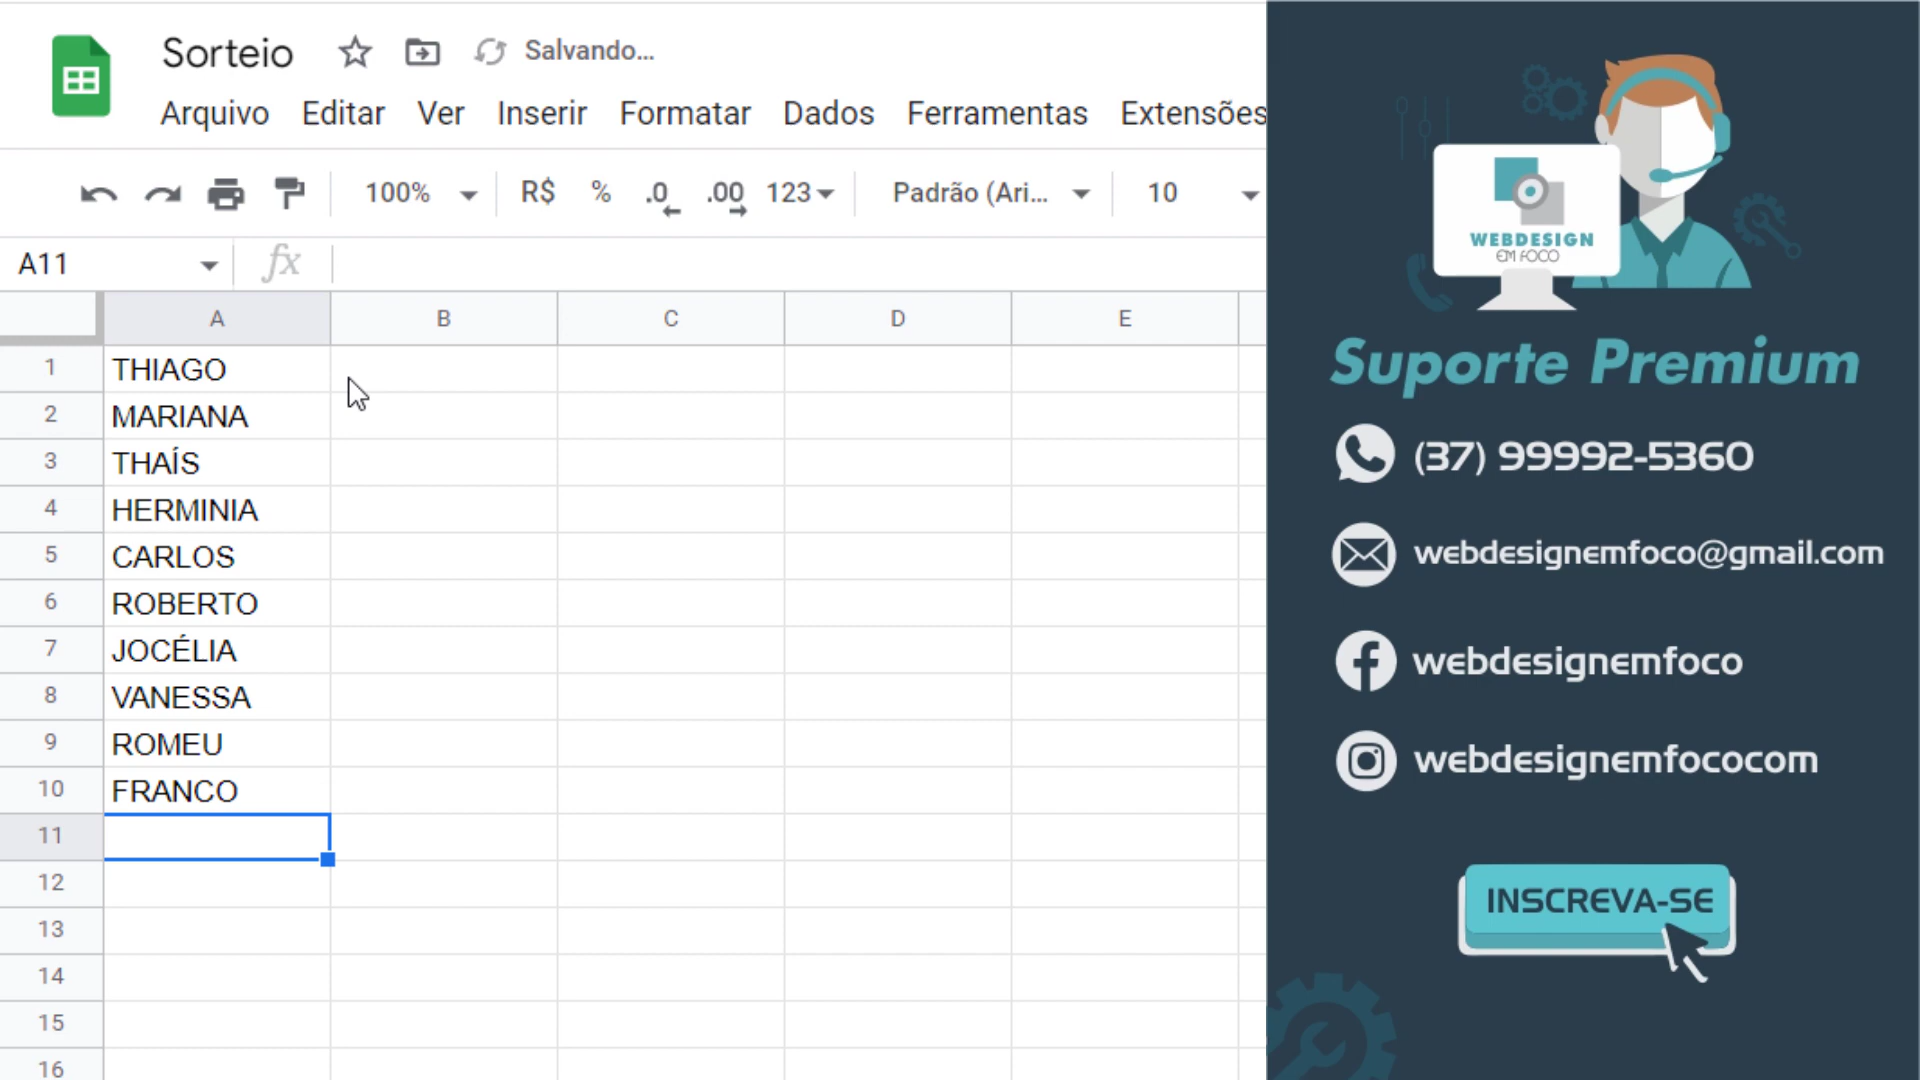 Sorteio Salvando...
Arquivo Editar Ver Inserir Formatar Dados Ferramentas Extensões
100% R$ % .0 .00 123 Padrão (Ari... 10
A11 fx
A B C D E
1 THIAGO
2 MARIANA
3 THAÍS
4 HERMINIA
5 CARLOS
6 ROBERTO
7 JOCÉLIA
8 VANESSA
9 ROMEU
10 FRANCO
11
12
13
14
15
16
WEBDESIGN
EM FOCO
Suporte Premium
(37) 99992-5360
webdesignemfoco@gmail.com
webdesignemfoco
webdesignemfococom
INSCREVA-SE